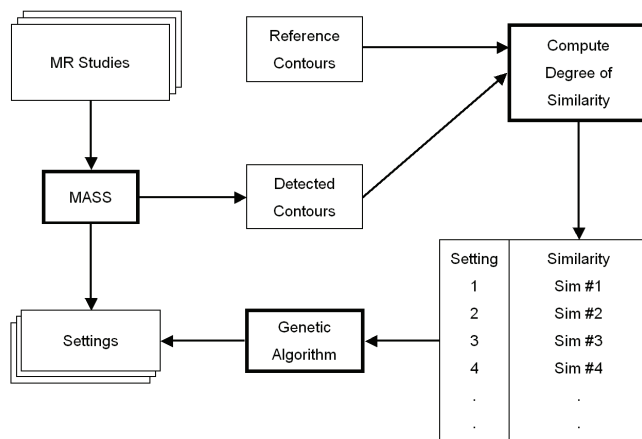 MR Studies
Reference
Contours
Compute
Degree of
Similarity
MASS
Detected
Contours
Setting Similarity
1 Sim #1
2 Sim #2
3 Sim #3
4 Sim #4
. .
. .
Genetic
Algorithm
Settings